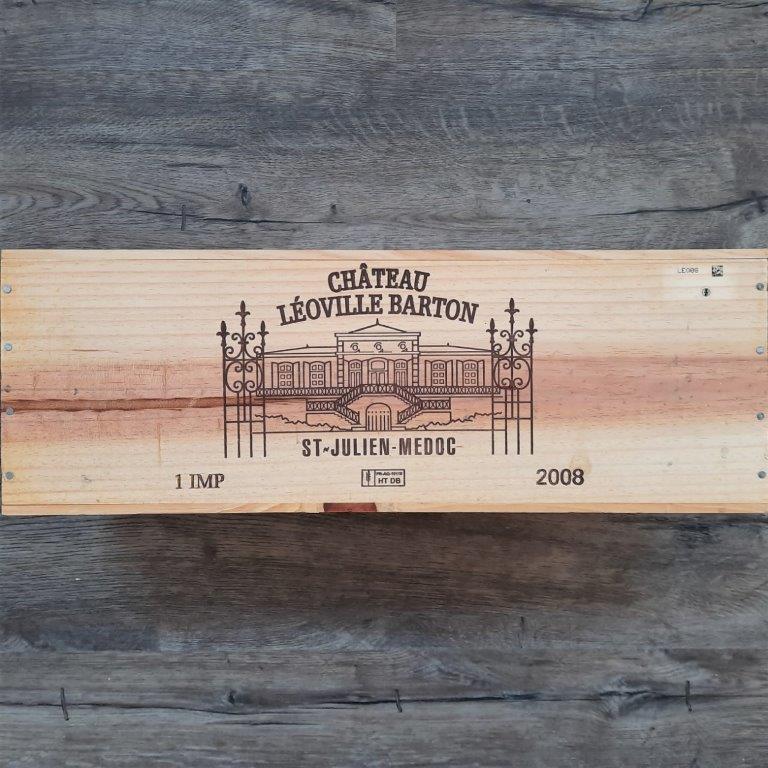 CHÂTEAU
LÉOVILLE BARTON
ST~JULIEN-MEDOC
1 IMP
HT DB
2008